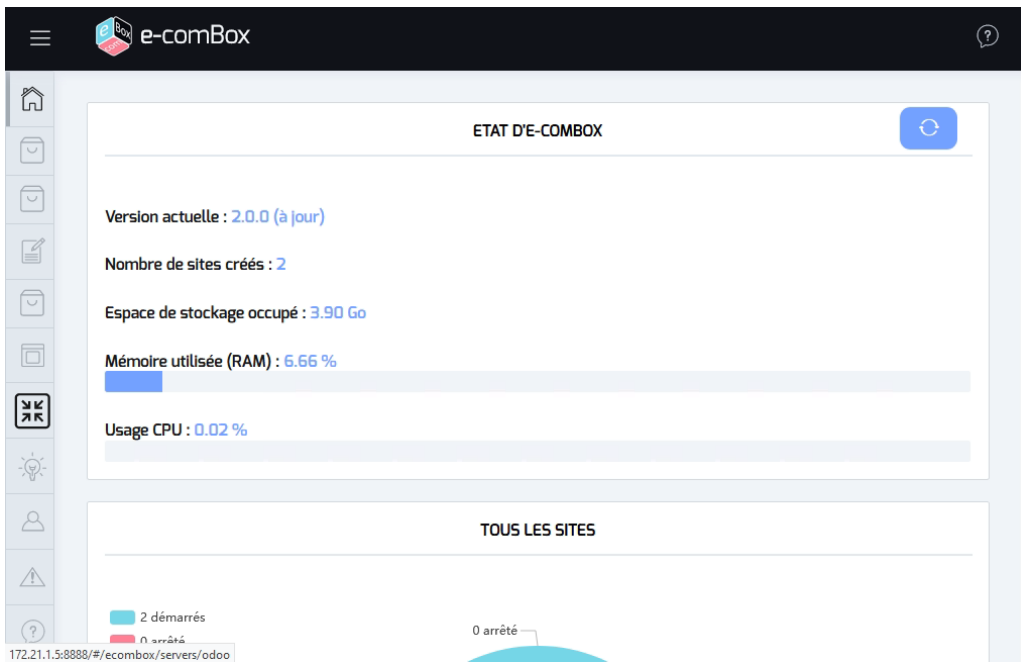 e Box com e-comBox
ETAT D'E-COMBOX
Version actuelle : 2.0.0 (à jour)
Nombre de sites créés : 2
Espace de stockage occupé : 3.90 Go
Mémoire utilisée (RAM) : 6.66 %
Usage CPU : 0.02 %
TOUS LES SITES
2 démarrés
0 arrêté
0 arrêté
172.21.1.5:8888/#/ecombox/servers/odoo